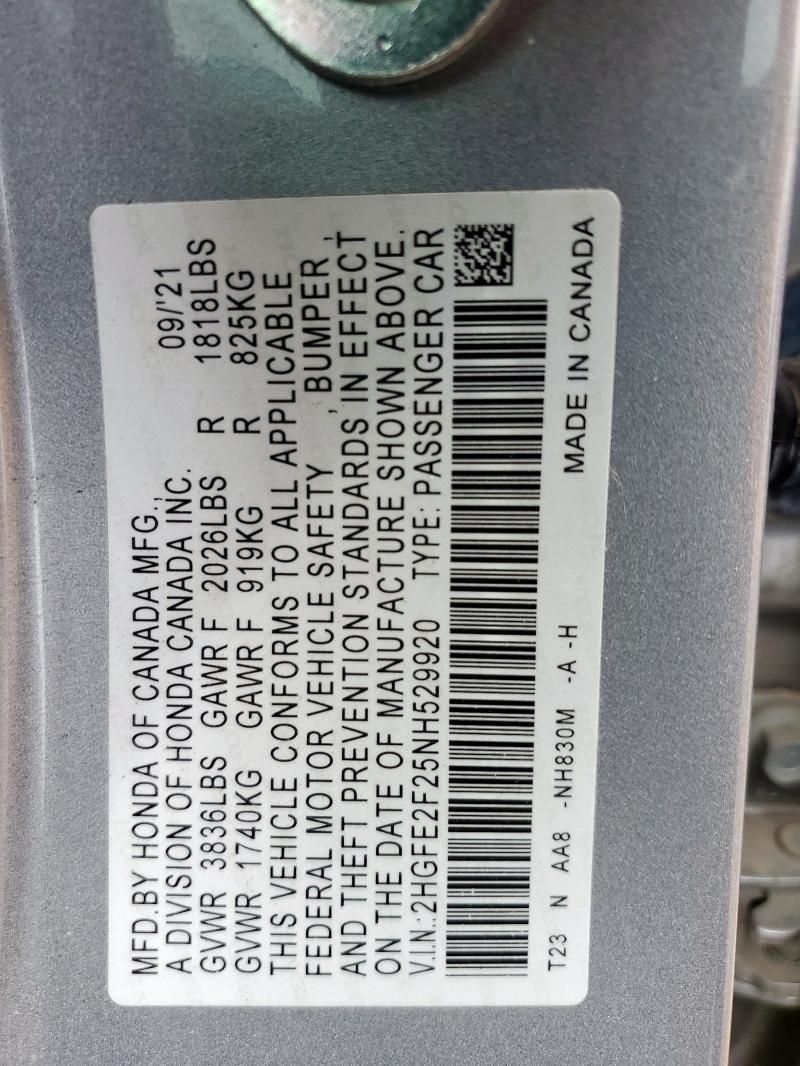 MFD.BY HONDA OF CANADA MFG.,
A DIVISION OF HONDA CANADA INC. 09/'21
GVWR 3836LBS GAWR F 2026LBS R 1818LBS
GVWR 1740KG GAWR F 919KG R 825KG
THIS VEHICLE CONFORMS TO ALL APPLICABLE
FEDERAL MOTOR VEHICLE SAFETY , BUMPER ,
AND THEFT PREVENTION STANDARDS IN EFFECT
ON THE DATE OF MANUFACTURE SHOWN ABOVE.
V.I.N.:2HGFE2F25NH529920 TYPE: PASSENGER CAR
T23 N AA8 -NH830M -A -H MADE IN CANADA